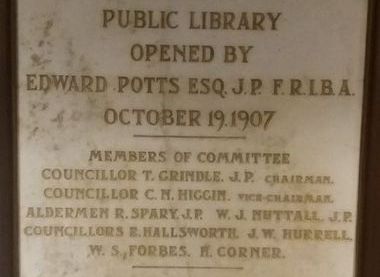 PUBLIC LIBRARY
OPENED BY
EDWARD POTTS ESQ. J.P. F.R.I.B.A.
OCTOBER 19.1907
MEMBERS OF COMMITTEE
COUNCILLOR T. GRINDLE. J.P. CHAIRMAN.
COUNCILLOR C. N. HIGGIN. VICE-CHAIRMAN.
ALDERMEN R. SPARY. J.P. W. J. NUTTALL. J.P.
COUNCILLORS E. HALLSWORTH. J. W. HURRELL.
W. S. FORBES. H. CORNER.